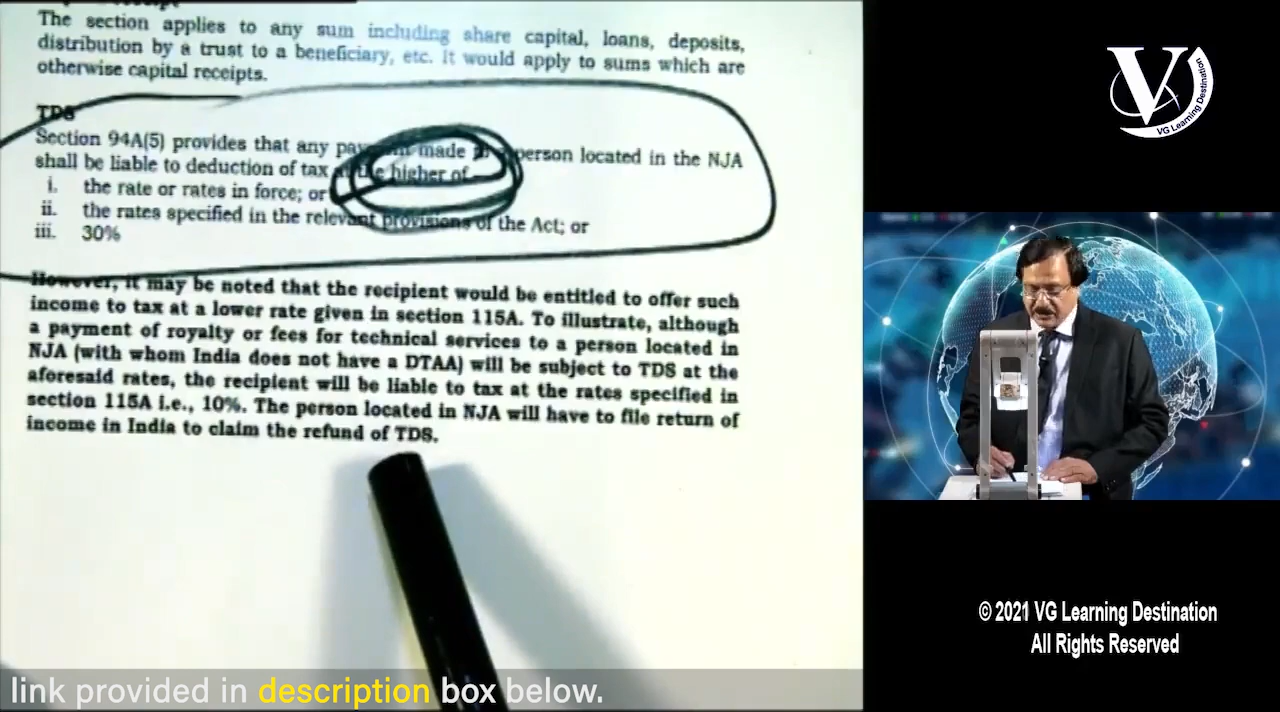 The section applies to any sum including share capital, loans, deposits,
distribution by a trust to a beneficiary, etc. It would apply to sums which are
otherwise capital receipts.
TDS
Section 94A(5) provides that any made person located in the NJA
shall be liable to deduction of tax the higher of
i. the rate or rates in force; or
ii. the rates specified in the relevant provisions of the Act; or
iii. 30%
However, it may be noted that the recipient would be entitled to offer such
income to tax at a lower rate given in section 115A. To illustrate, although
a payment of royalty or fees for technical services to a person located in
NJA (with whom India does not have a DTAA) will be subject to TDS at the
aforesaid rates, the recipient will be liable to tax at the rates specified in
section 115A i.e., 10%. The person located in NJA will have to file return of
income in India to claim the refund of TDS.
link provided in description box below.
V
VG Learning Destination
© 2021 VG Learning Destination
All Rights Reserved